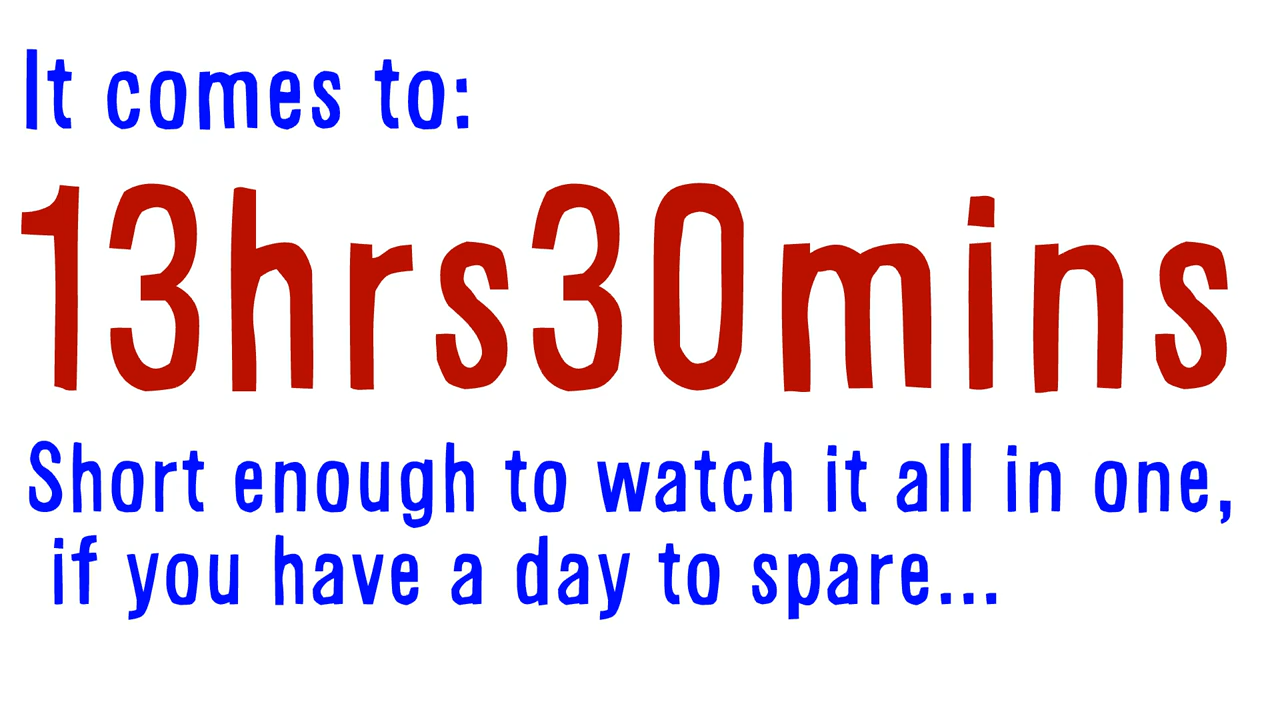 It comes to:
13hrs30mins
Short enough to watch it all in one,
if you have a day to spare...